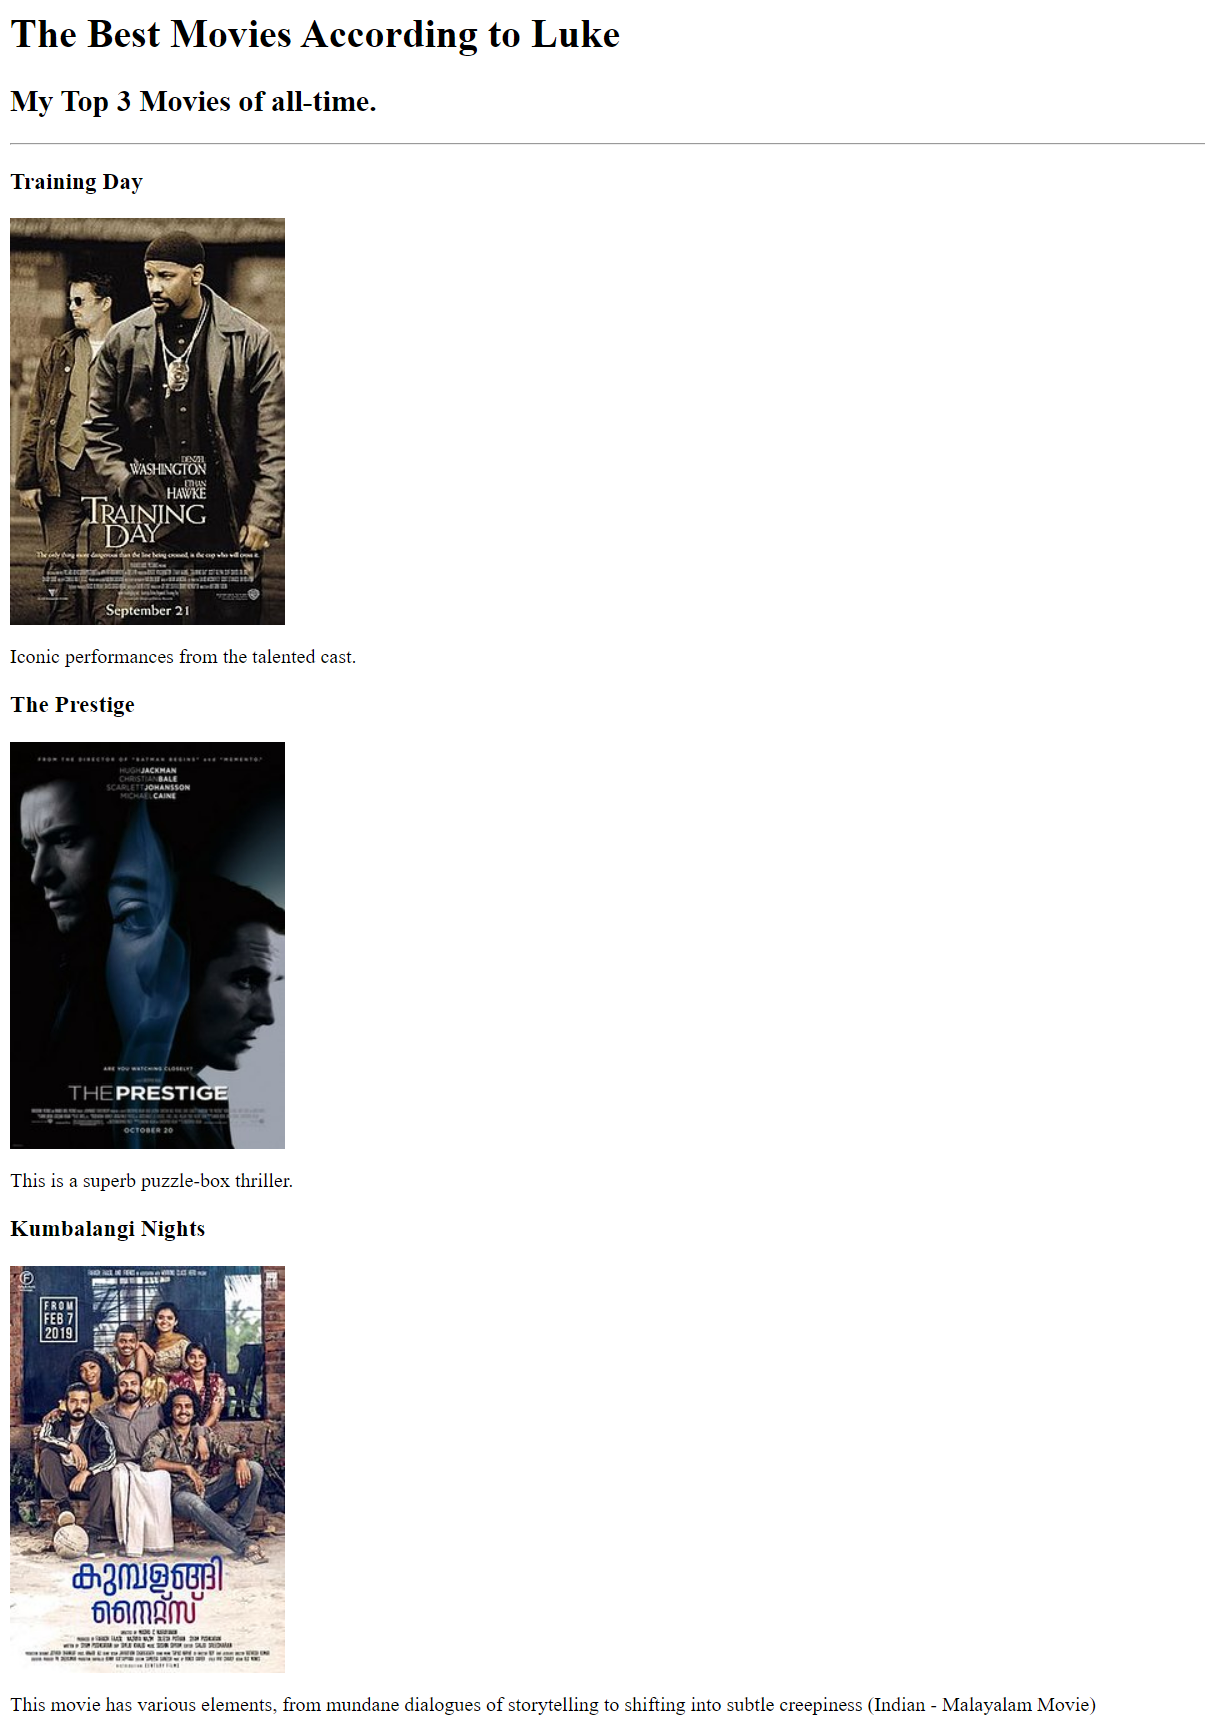 The Best Movies According to Luke
My Top 3 Movies of all-time.
Training Day
DENZEL
WASHINGTON
ETHAN
HAWKE
TRAINING
DAY
The only thing more dangerous than the line being crossed, is the cop who will cross it.
September 21
Iconic performances from the talented cast.
The Prestige
FROM THE DIRECTOR OF "BATMAN BEGINS" and "MEMENTO"
HUGH JACKMAN
CHRISTIAN BALE
SCARLETT JOHANSSON
MICHAEL CAINE
ARE YOU WATCHING CLOSELY?
THE PRESTIGE
OCTOBER 20
This is a superb puzzle-box thriller.
Kumbalangi Nights
FROM
FEB 7
2019
കുമ്പളങ്ങി
നൈറ്റ്സ്
This movie has various elements, from mundane dialogues of storytelling to shifting into subtle creepiness (Indian - Malayalam Movie)